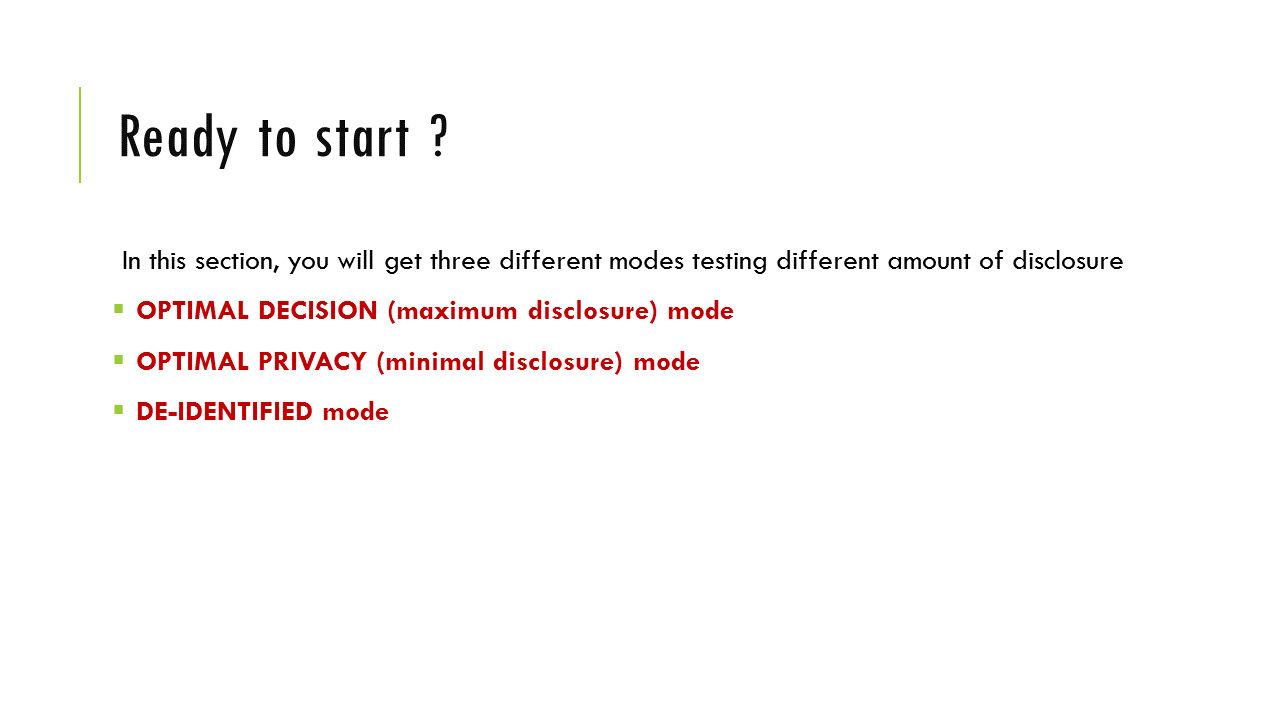 Ready to start ?
In this section, you will get three different modes testing different amount of disclosure
▪ OPTIMAL DECISION (maximum disclosure) mode
▪ OPTIMAL PRIVACY (minimal disclosure) mode
▪ DE-IDENTIFIED mode